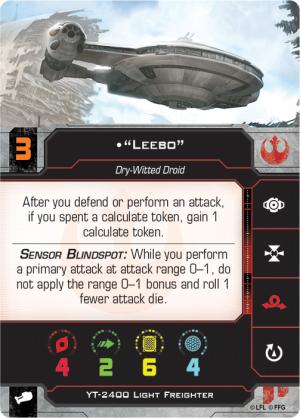 3
•"Leebo"
Dry-Witted Droid
After you defend or perform an attack,
if you spent a calculate token, gain 1
calculate token.
Sensor Blindspot: While you perform
a primary attack at attack range 0–1, do
not apply the range 0–1 bonus and roll 1
fewer attack die.
4 2 6 4
YT-2400 Light Freighter
©LFL ©FFG